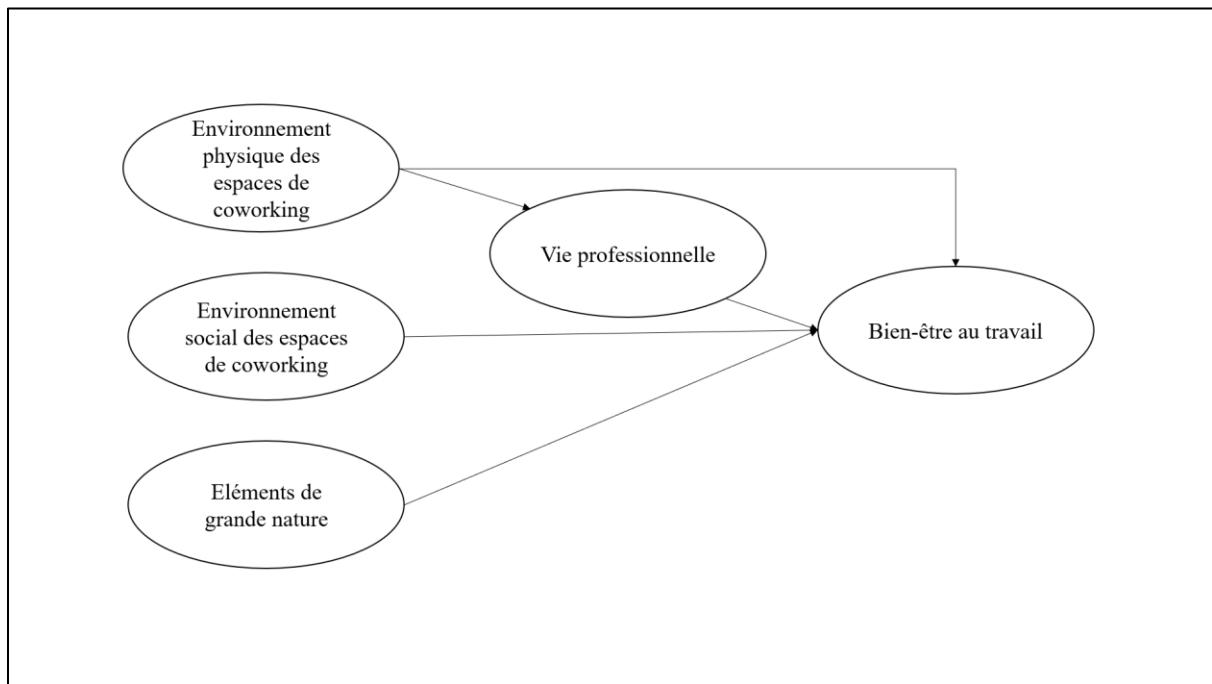 Environnement
physique des
espaces de
coworking
Vie professionnelle
Environnement
social des espaces
de coworking
Bien-être au travail
Eléments de
grande nature